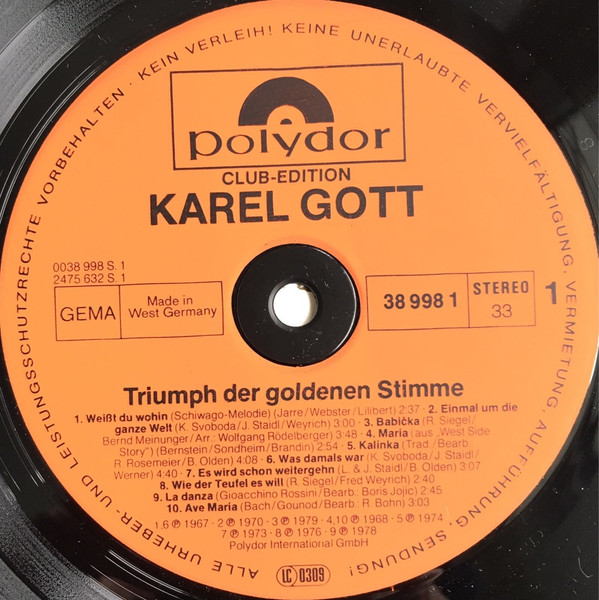 ALLE URHEBER- UND LEISTUNGSSCHUTZRECHTE VORBEHALTEN · KEIN VERLEIH! KEINE UNERLAUBTE VERVIELFÄLTIGUNG, VERMIETUNG, AUFFÜHRUNG, SENDUNG!
polydor
CLUB-EDITION
KAREL GOTT
0038 998 S. 1
2475 632 S. 1
GEMA
Made in
West Germany
38 998 1
STEREO
33
1
Triumph der goldenen Stimme
1. Weißt du wohin (Schiwago-Melodie) (Jarre/Webster/Lilibert) 2:37 · 2. Einmal um die
ganze Welt (K. Svoboda/J. Staidl/Weyrich) 3:00 · 3. Babička (R. Siegel/
Bernd Meinunger/Arr.: Wolfgang Rödelberger) 3:48 · 4. Maria (aus „West Side
Story") (Bernstein/Sondheim/Brandin) 2:54 · 5. Kalinka (Trad./Bearb.
R. Rosemeier/B. Olden) 4:08 · 6. Was damals war (K. Svoboda/J. Staidl/
Werner) 4:40 · 7. Es wird schon weitergehn (L. & J. Staidl/B. Olden) 3:07
8. Wie der Teufel es will (R. Siegel/Fred Weyrich) 2:40
9. La danza (Gioacchino Rossini/Bearb.: Boris Jojic) 2:45
10. Ave Maria (Bach/Gounod/Bearb.: R. Bohn) 3:03
1,6 ℗ 1967 · 2 ℗ 1970 · 3 ℗ 1979 · 4,10 ℗ 1968 · 5 ℗ 1974
7 ℗ 1973 · 8 ℗ 1976 · 9 ℗ 1978
Polydor International GmbH
LC 0309